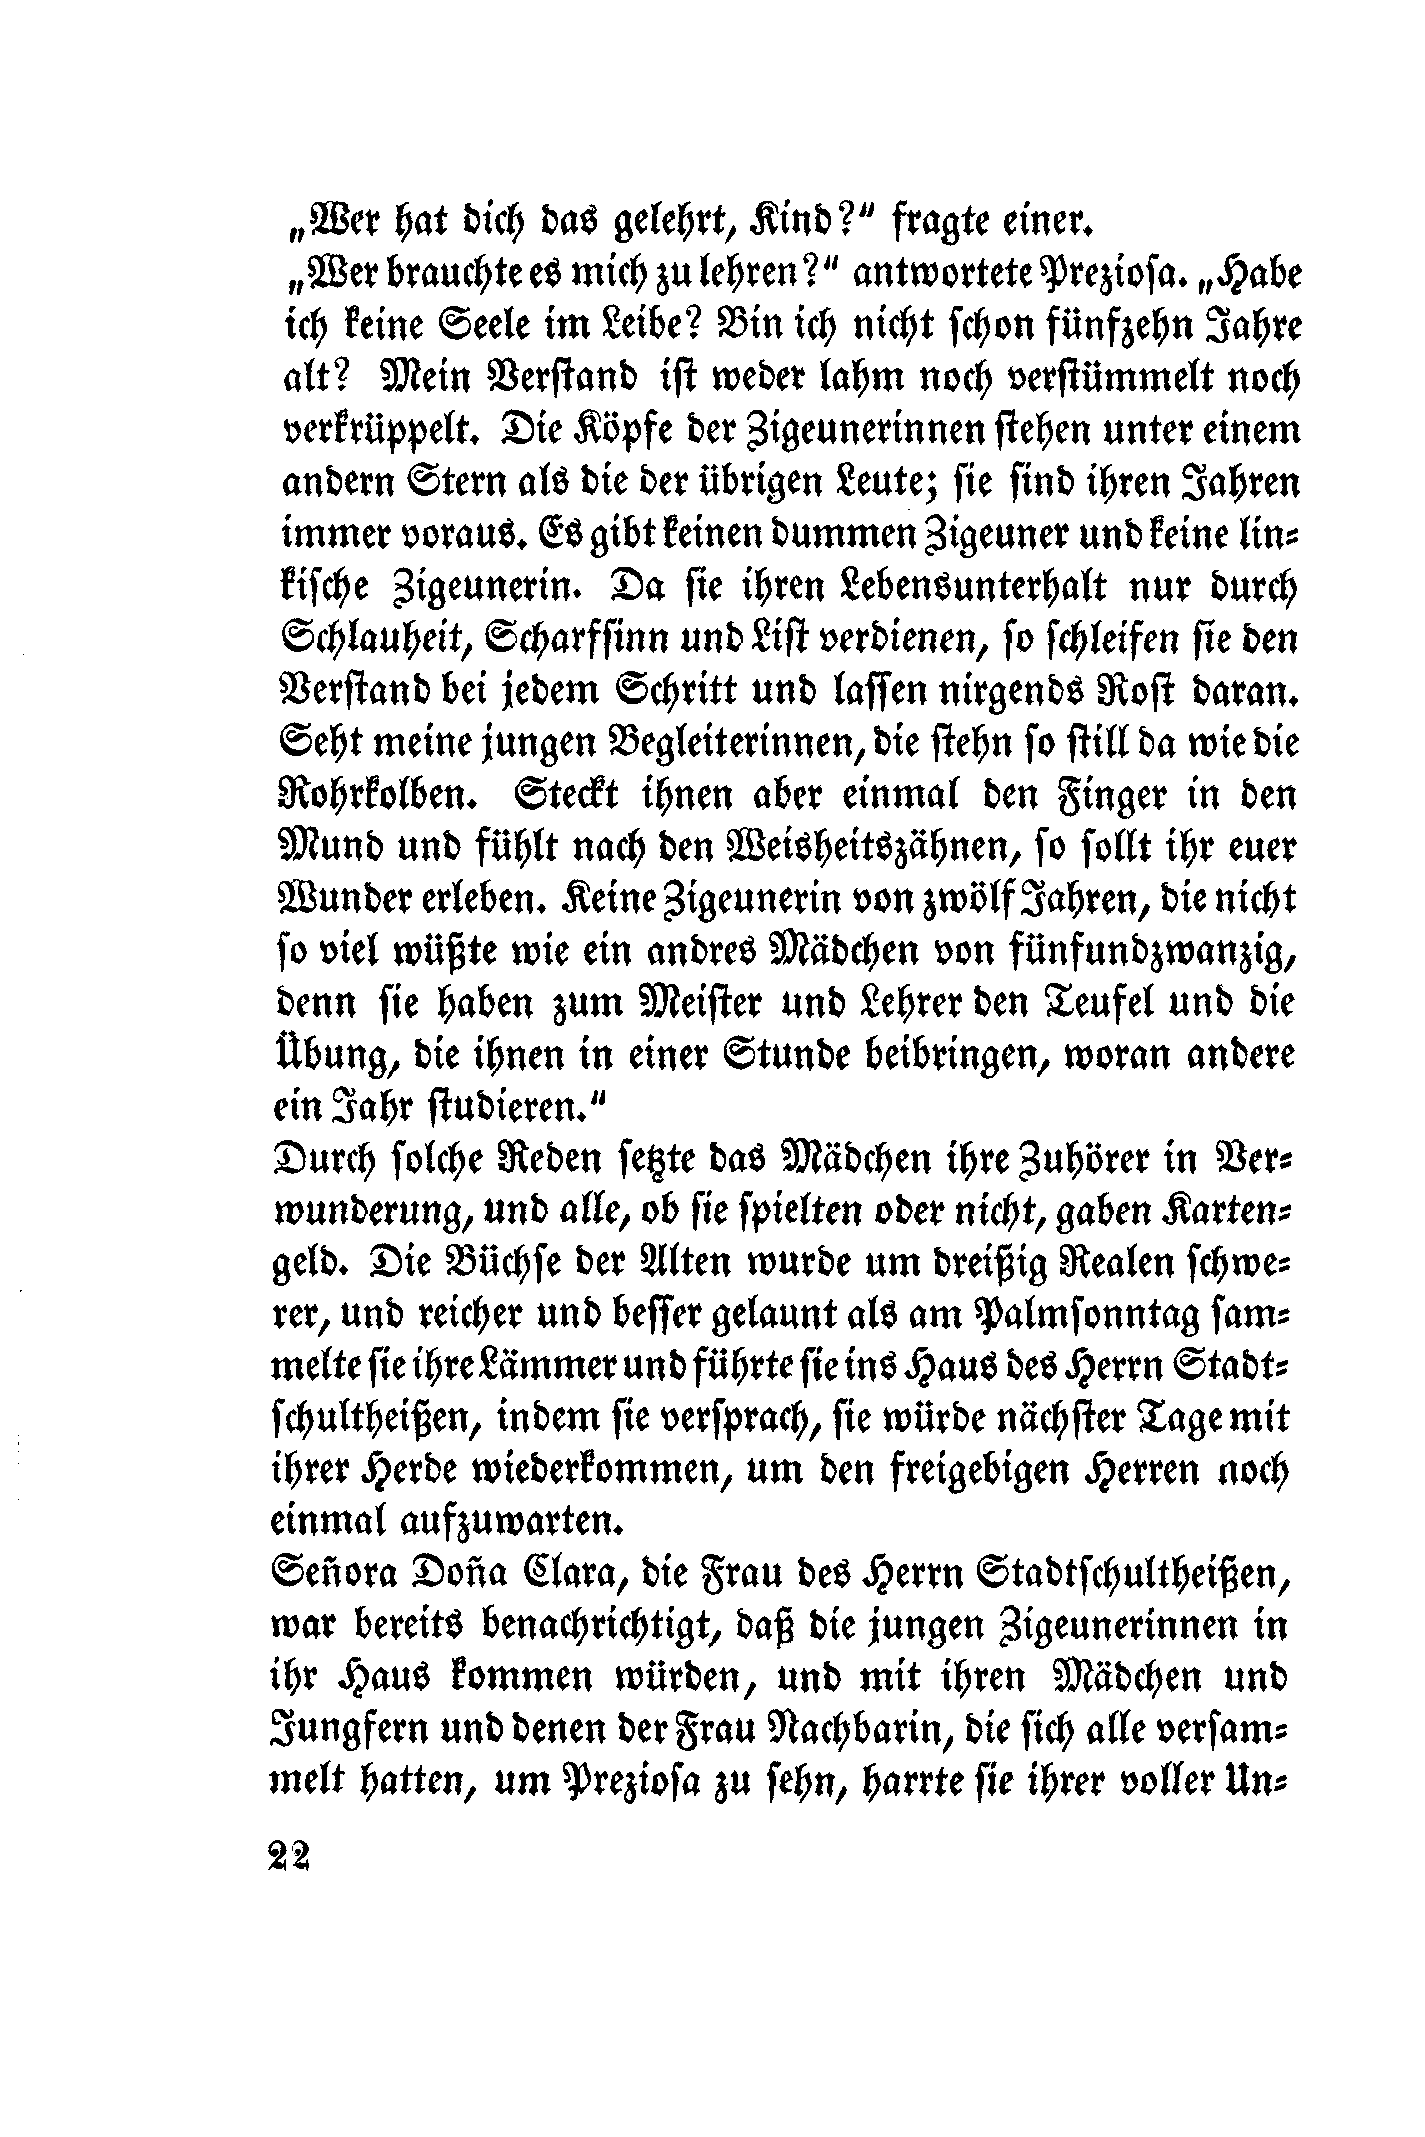 „Wer hat dich das gelehrt, Kind?“ fragte einer.
„Wer brauchte es mich zu lehren?“ antwortete Preziosa. „Habe
ich keine Seele im Leibe? Bin ich nicht schon fünfzehn Jahre
alt? Mein Verstand ist weder lahm noch verstümmelt noch
verkrüppelt. Die Köpfe der Zigeunerinnen stehen unter einem
andern Stern als die der übrigen Leute; sie sind ihren Jahren
immer voraus. Es gibt keinen dummen Zigeuner und keine lin⸗
kische Zigeunerin. Da sie ihren Lebensunterhalt nur durch
Schlauheit, Scharfsinn und List verdienen, so schleifen sie den
Verstand bei jedem Schritt und lassen nirgends Rost daran.
Seht meine jungen Begleiterinnen, die stehn so still da wie die
Rohrkolben. Steckt ihnen aber einmal den Finger in den
Mund und fühlt nach den Weisheitszähnen, so sollt ihr euer
Wunder erleben. Keine Zigeunerin von zwölf Jahren, die nicht
so viel wüßte wie ein andres Mädchen von fünfundzwanzig,
denn sie haben zum Meister und Lehrer den Teufel und die
Übung, die ihnen in einer Stunde beibringen, woran andere
ein Jahr studieren.“
Durch solche Reden setzte das Mädchen ihre Zuhörer in Ver⸗
wunderung, und alle, ob sie spielten oder nicht, gaben Karten⸗
geld. Die Büchse der Alten wurde um dreißig Realen schwe⸗
rer, und reicher und besser gelaunt als am Palmsonntag sam⸗
melte sie ihre Lämmer und führte sie ins Haus des Herrn Stadt⸗
schultheißen, indem sie versprach, sie würde nächster Tage mit
ihrer Herde wiederkommen, um den freigebigen Herren noch
einmal aufzuwarten.
Señora Doña Clara, die Frau des Herrn Stadtschultheißen,
war bereits benachrichtigt, daß die jungen Zigeunerinnen in
ihr Haus kommen würden, und mit ihren Mädchen und
Jungfern und denen der Frau Nachbarin, die sich alle versam⸗
melt hatten, um Preziosa zu sehn, harrte sie ihrer voller Un⸗
22